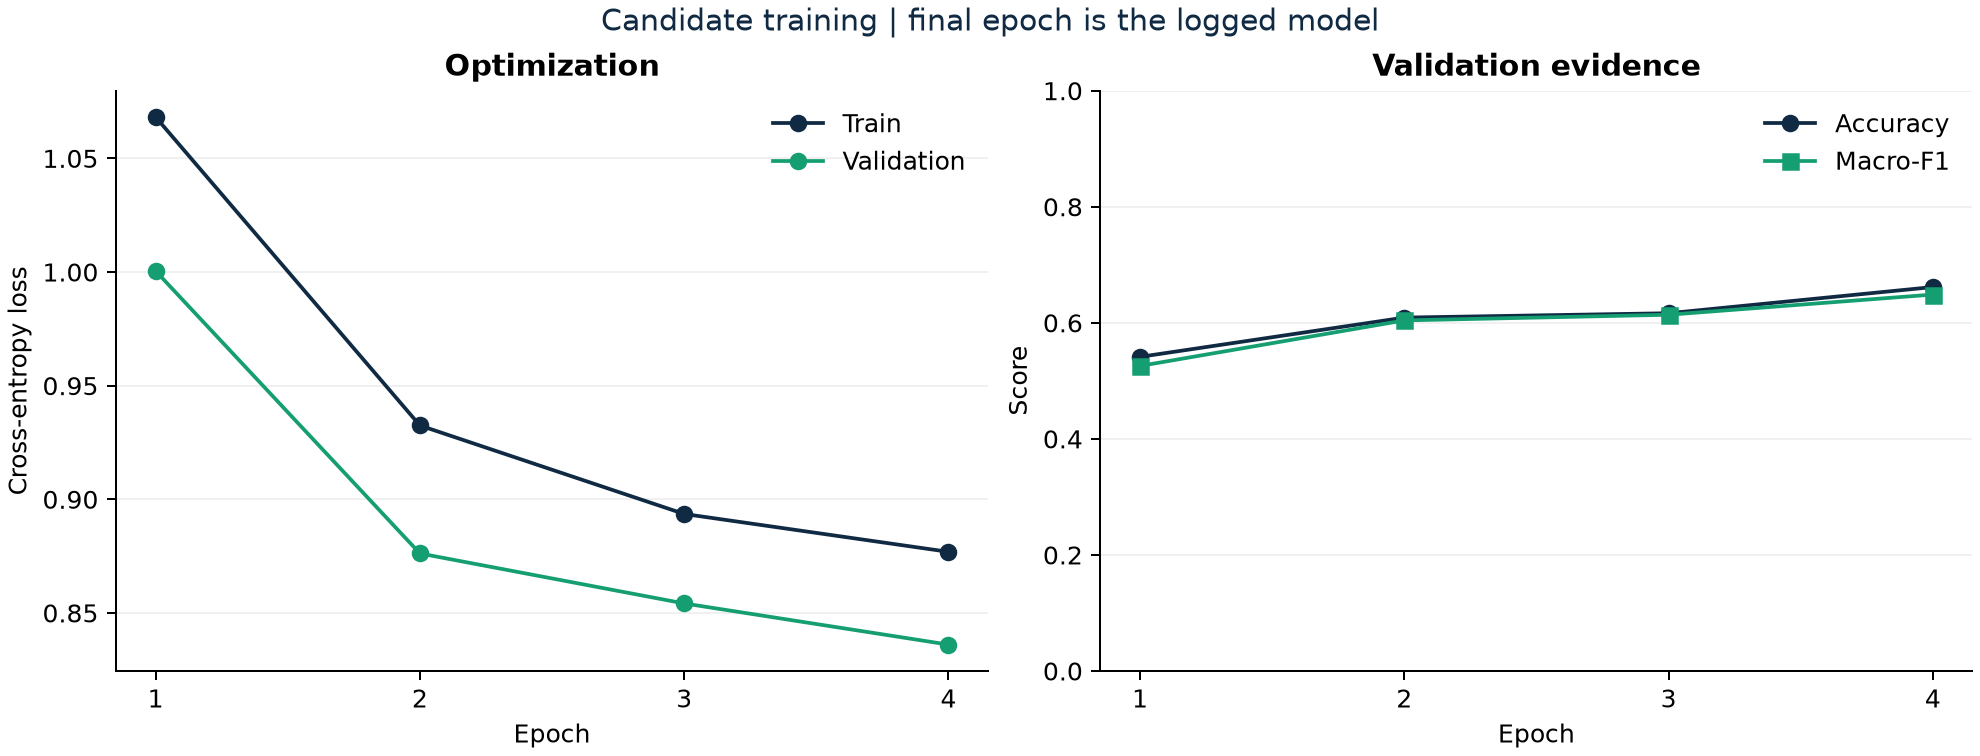 Candidate training | final epoch is the logged model
Optimization
Train
Validation
Cross-entropy loss
1.05
1.00
0.95
0.90
0.85
1
2
3
4
Epoch
Validation evidence
Accuracy
Macro-F1
Score
1.0
0.8
0.6
0.4
0.2
0.0
1
2
3
4
Epoch